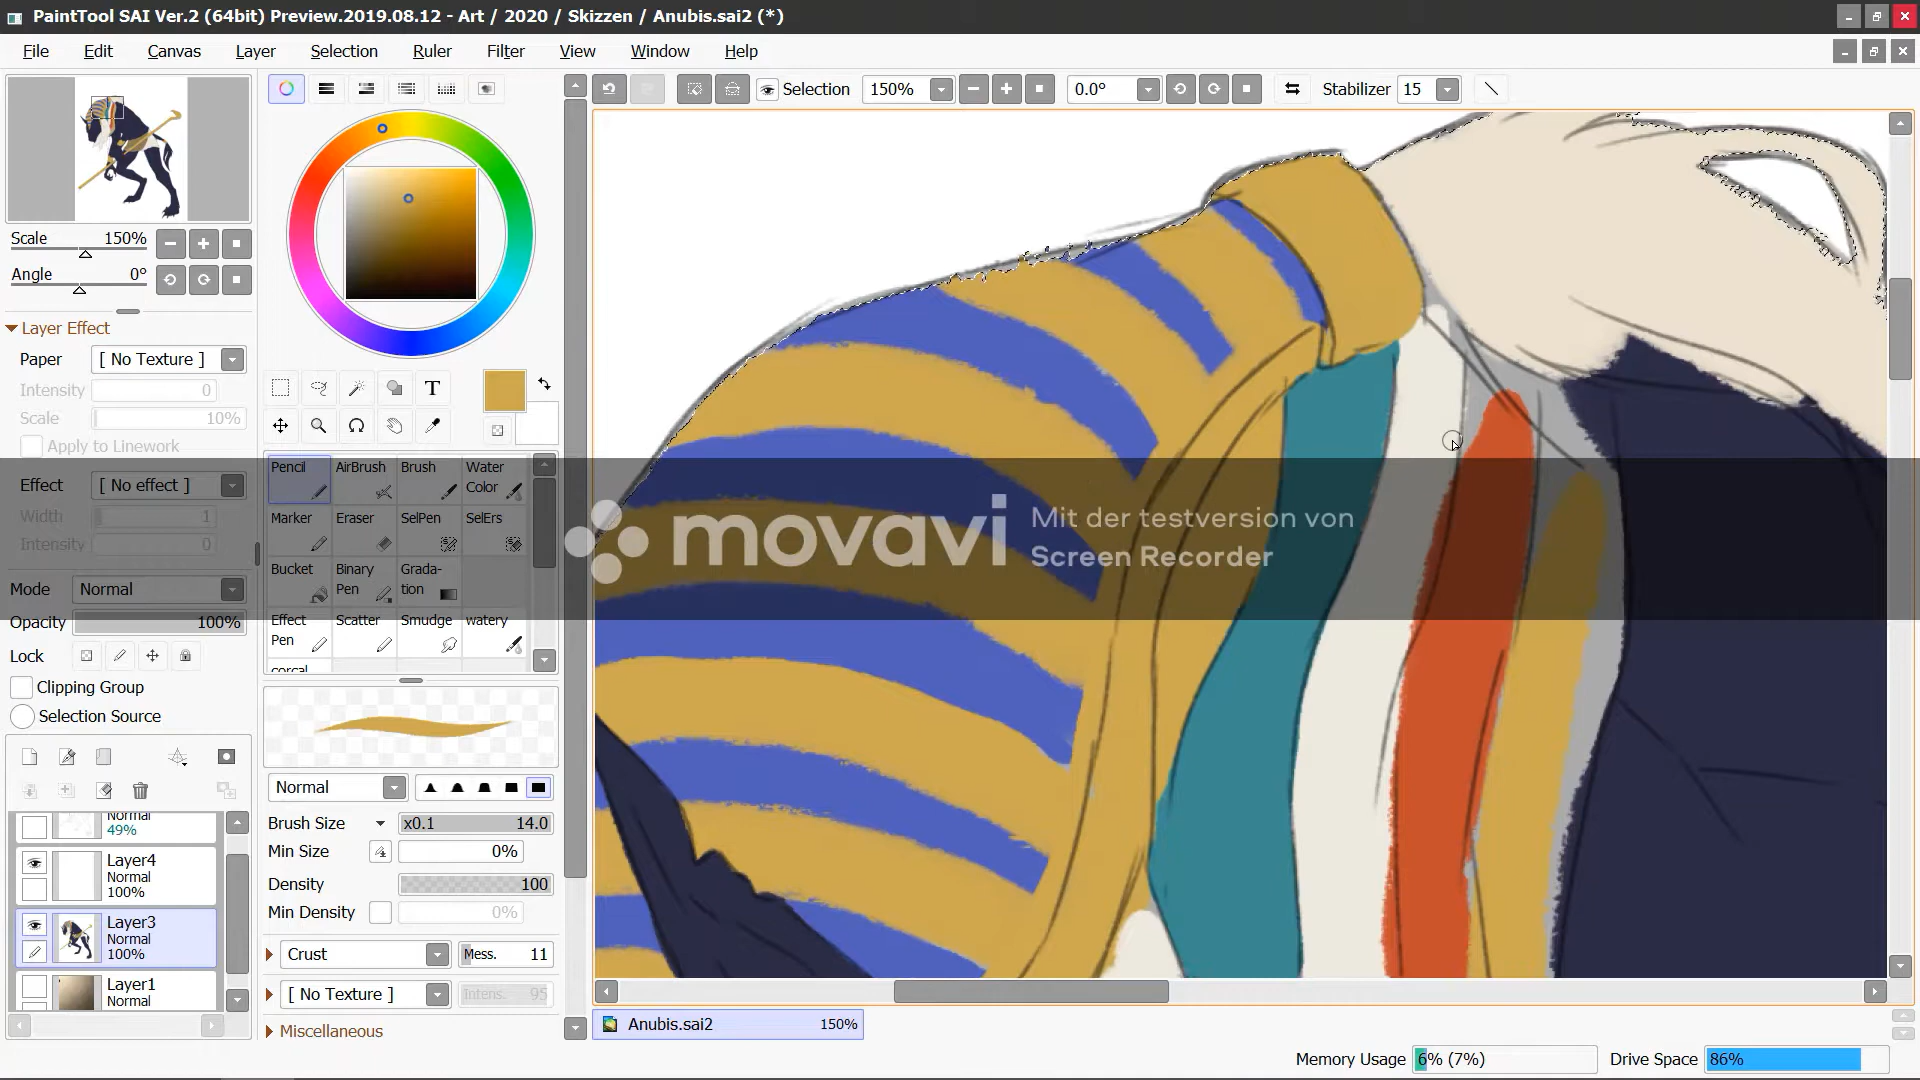 PaintTool SAI Ver.2 (64bit) Preview.2019.08.12 - Art / 2020 / Skizzen / Anubis.sai2 (*)
File Edit Canvas Layer Selection Ruler Filter View Window Help
Selection 150% 0.0° Stabilizer 15
Scale 150%
Angle 0°
Layer Effect
Paper [ No Texture ]
Intensity 0
Scale 10%
Apply to Linework
Effect [ No effect ]
Width 1
Intensity 0
Mode Normal
Opacity 100%
Lock
Clipping Group
Selection Source
Normal
49%
Layer4
Normal
100%
Layer3
Normal
100%
Layer1
Normal
T
Pencil AirBrush Brush Water Color
Marker Eraser SelPen SelErs
Bucket Binary Pen Grada-tion
Effect Pen Scatter Smudge watery
Normal
Brush Size x0.1 14.0
Min Size 0%
Density 100
Min Density 0%
Crust Mess. 11
[ No Texture ] Intens. 95
Miscellaneous
movavi
Mit der testversion von
Screen Recorder
Anubis.sai2 150%
Memory Usage 6% (7%) Drive Space 86%